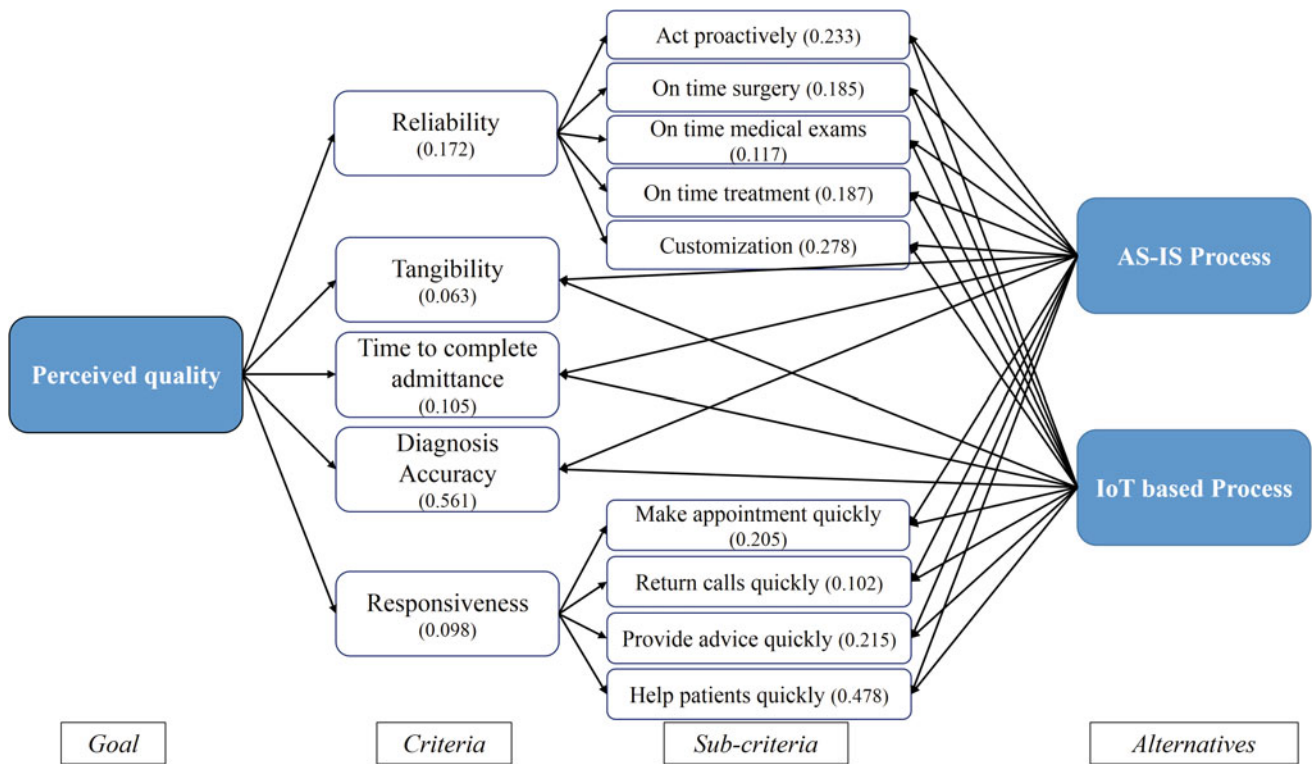 Act proactively (0.233)
On time surgery (0.185)
On time medical exams
(0.117)
On time treatment (0.187)
Customization (0.278)
Reliability
(0.172)
Tangibility
(0.063)
Time to complete
admittance
(0.105)
Diagnosis
Accuracy
(0.561)
Responsiveness
(0.098)
Perceived quality
Make appointment quickly
(0.205)
Return calls quickly (0.102)
Provide advice quickly (0.215)
Help patients quickly (0.478)
AS-IS Process
IoT based Process
Goal
Criteria
Sub-criteria
Alternatives